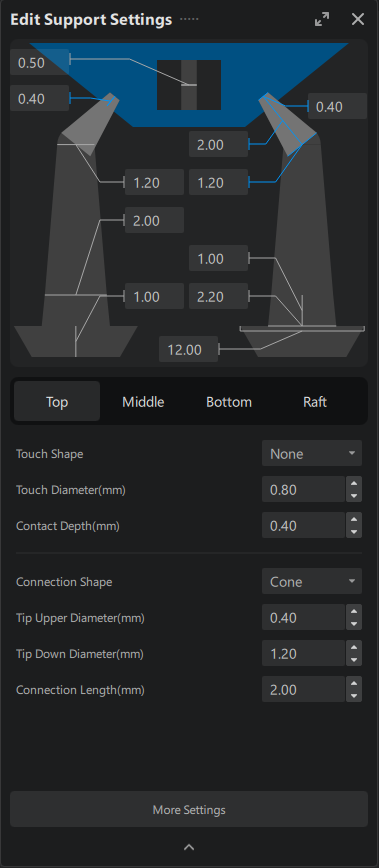 Edit Support Settings
0.50
0.40
0.40
2.00
1.20
1.20
2.00
1.00
1.00
2.20
12.00
Top
Middle
Bottom
Raft
Touch Shape
None
Touch Diameter(mm)
0.80
Contact Depth(mm)
0.40
Connection Shape
Cone
Tip Upper Diameter(mm)
0.40
Tip Down Diameter(mm)
1.20
Connection Length(mm)
2.00
More Settings